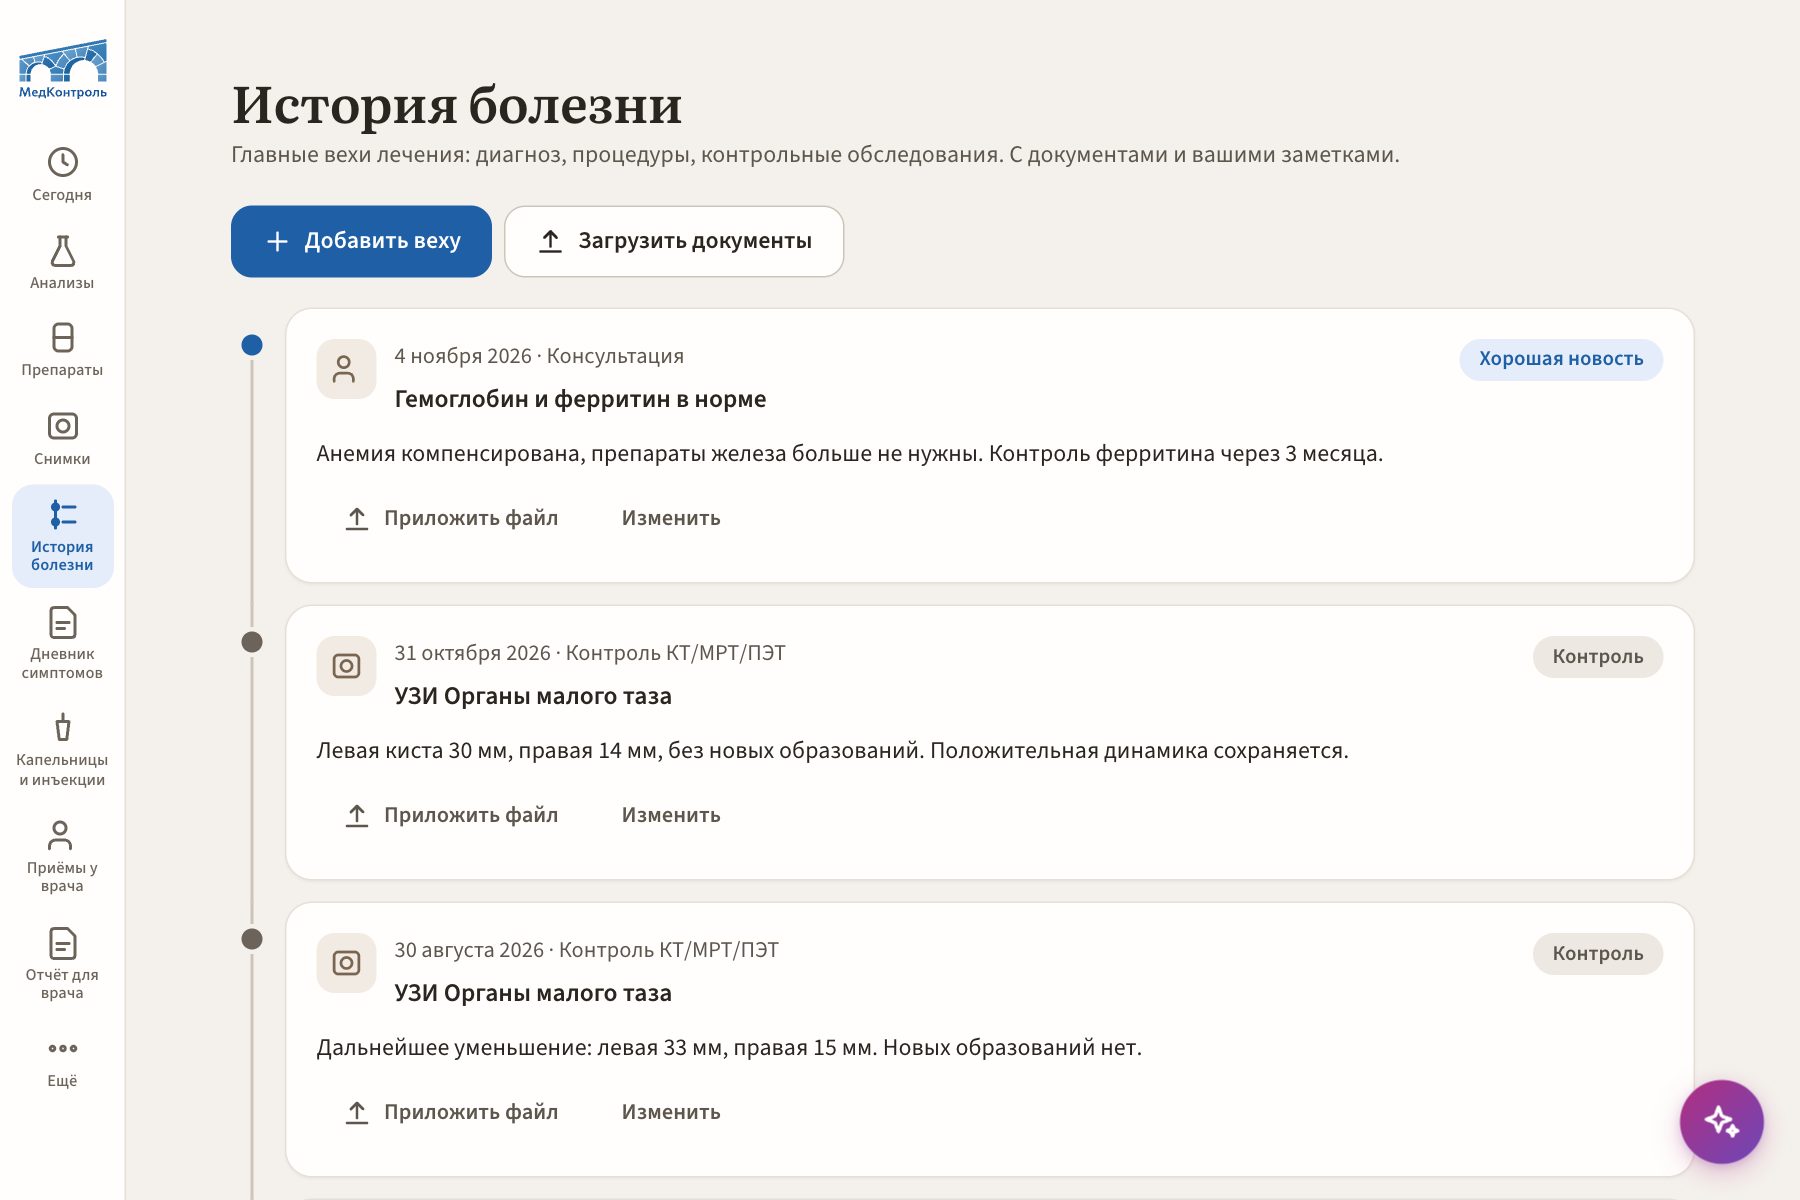 МедКонтроль
Сегодня
Анализы
Препараты
Снимки
История
болезни
Дневник
симптомов
Капельницы
и инъекции
Приёмы у
врача
Отчёт для
врача
Ещё
История болезни
Главные вехи лечения: диагноз, процедуры, контрольные обследования. С документами и вашими заметками.
Добавить веху
Загрузить документы
4 ноября 2026 · Консультация
Хорошая новость
Гемоглобин и ферритин в норме
Анемия компенсирована, препараты железа больше не нужны. Контроль ферритина через 3 месяца.
Приложить файл
Изменить
31 октября 2026 · Контроль КТ/МРТ/ПЭТ
Контроль
УЗИ Органы малого таза
Левая киста 30 мм, правая 14 мм, без новых образований. Положительная динамика сохраняется.
Приложить файл
Изменить
30 августа 2026 · Контроль КТ/МРТ/ПЭТ
Контроль
УЗИ Органы малого таза
Дальнейшее уменьшение: левая 33 мм, правая 15 мм. Новых образований нет.
Приложить файл
Изменить